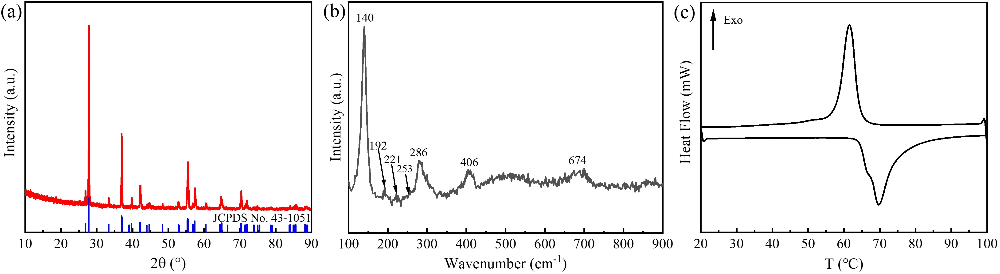 (a)
Intensity (a.u.)
JCPDS No. 43-1051
10 20 30 40 50 60 70 80 90
2θ (°)
(b)
Intensity (a.u.)
140
192
221
253
286
406
674
100 200 300 400 500 600 700 800 900
Wavenumber (cm⁻¹)
(c)
Exo
Heat Flow (mW)
20 30 40 50 60 70 80 90 100
T (℃)